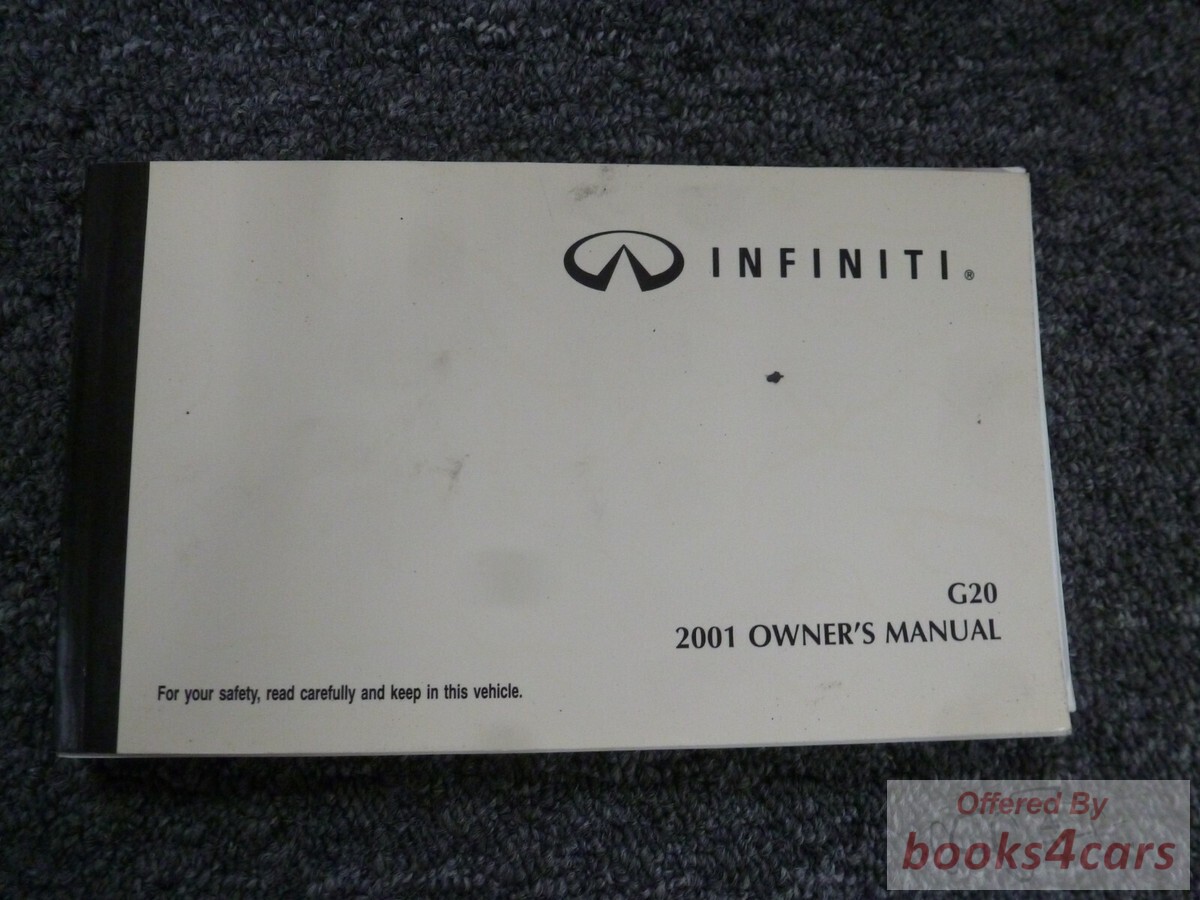 INFINITI®
G20
2001 OWNER'S MANUAL
For your safety, read carefully and keep in this vehicle.
Offered By
books4cars